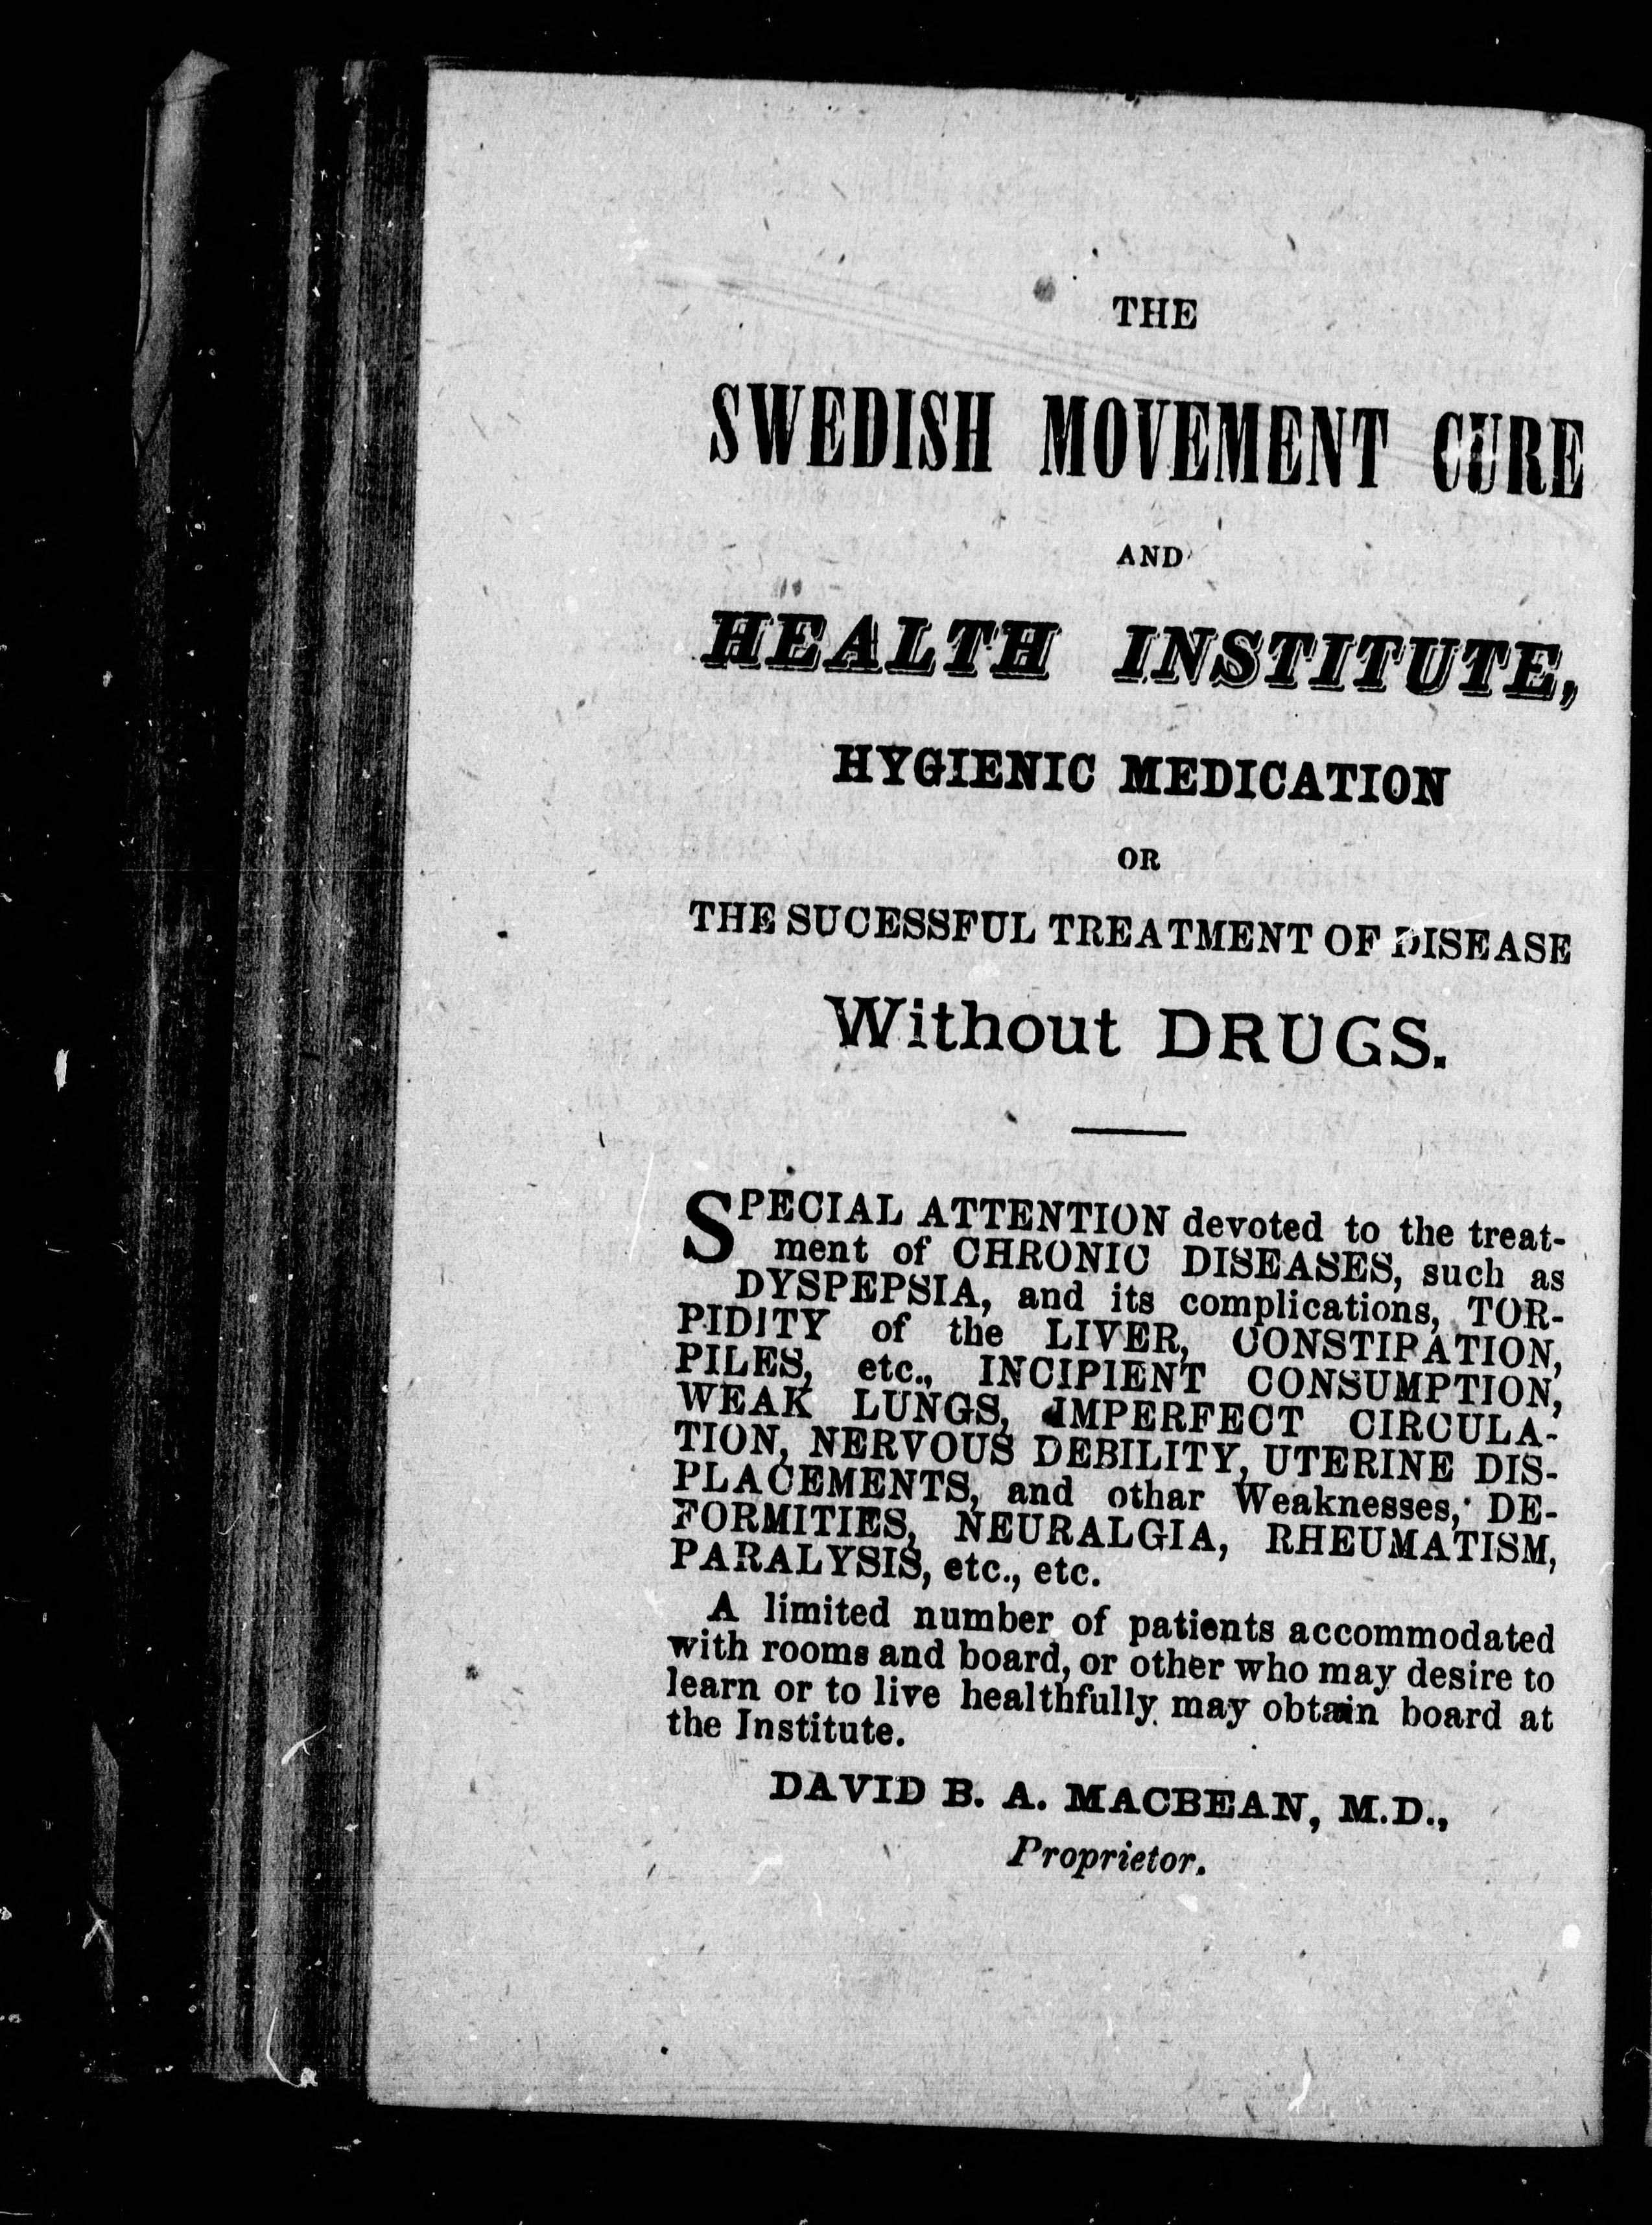 THE
SWEDISH MOVEMENT CURE
AND
HEALTH INSTITUTE,
HYGIENIC MEDICATION
OR
THE SUCESSFUL TREATMENT OF DISEASE
Without DRUGS.
SPECIAL ATTENTION devoted to the treat-
ment of CHRONIC DISEASES, such as
DYSPEPSIA, and its complications, TOR-
PIDITY of the LIVER, CONSTIPATION,
PILES, etc., INCIPIENT CONSUMPTION,
WEAK LUNGS, IMPERFECT CIRCULA-
TION, NERVOUS DEBILITY, UTERINE DIS-
PLACEMENTS, and othar Weaknesses, DE-
FORMITIES, NEURALGIA, RHEUMATISM,
PARALYSIS, etc., etc.
A limited number of patients accommodated
with rooms and board, or other who may desire to
learn or to live healthfully may obtain board at
the Institute.
DAVID B. A. MACBEAN, M.D.,
Proprietor.